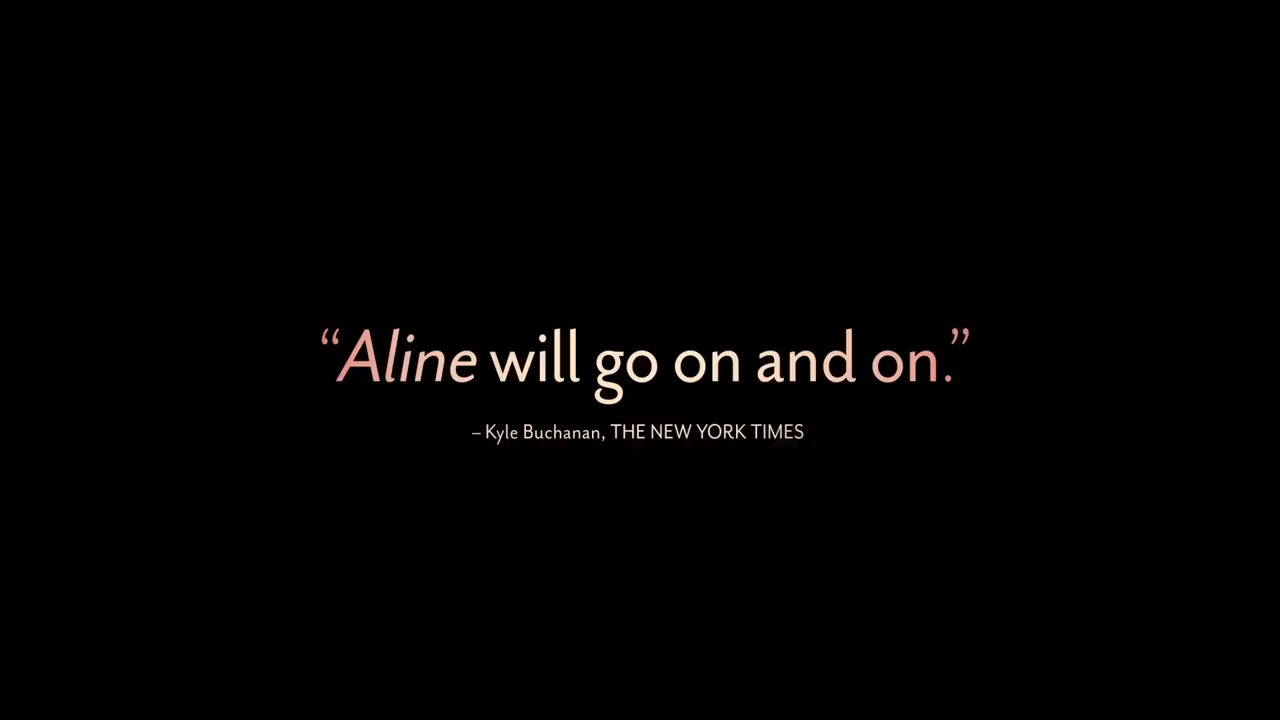 “Aline will go on and on.”
– Kyle Buchanan, THE NEW YORK TIMES